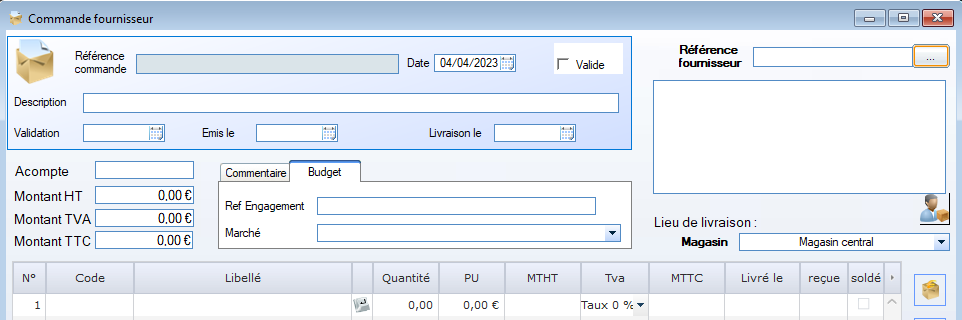 Commande fournisseur
Référence
commande
Date 04/04/2023
Valide
Référence
fournisseur
...
Description
Validation
Emis le
Livraison le
Acompte
Montant HT 0,00 €
Montant TVA 0,00 €
Montant TTC 0,00 €
Commentaire Budget
Ref Engagement
Marché
Lieu de livraison :
Magasin Magasin central
N° Code Libellé Quantité PU MTHT Tva MTTC Livré le reçue soldé
1 0,00 0,00 € Taux 0 %